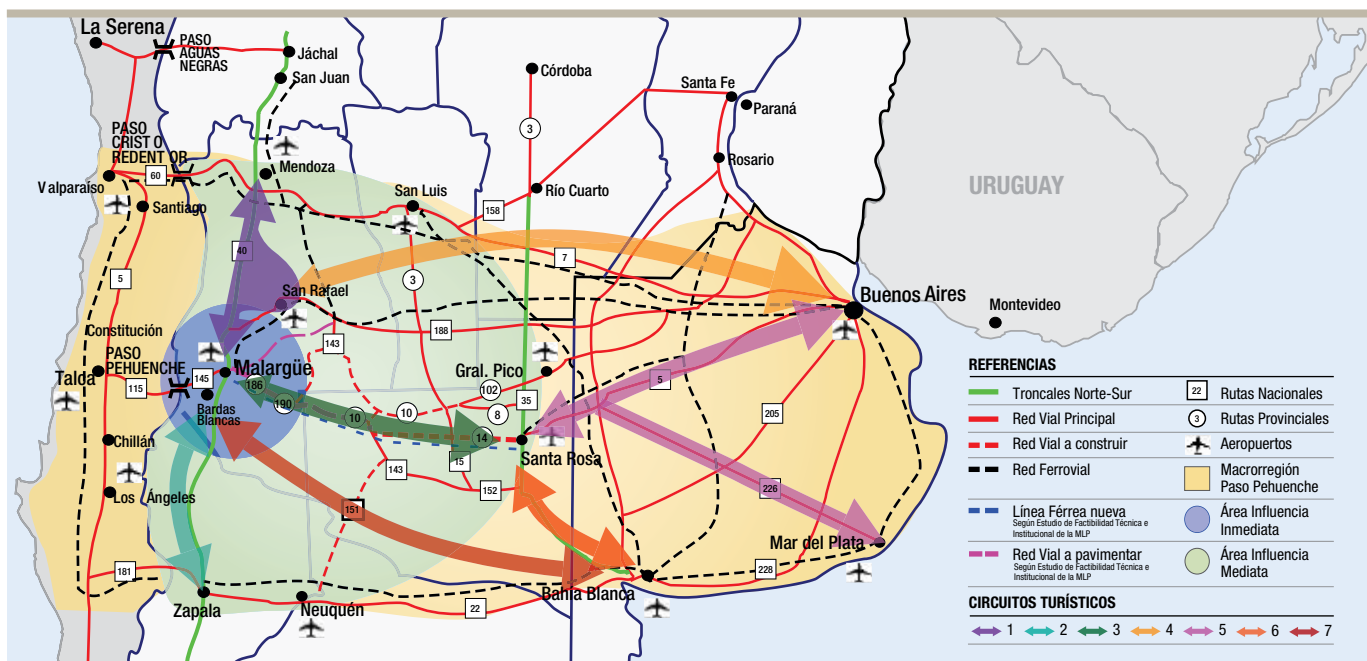 La Serena
PASO
AGUAS
NEGRAS
Jáchal
San Juan
Córdoba
Santa Fe
Paraná
3
PASO
CRIST O
REDENT OR
Mendoza
Rosario
60
Valparaíso
Santiago
San Luis
Río Cuarto
158
URUGUAY
40
7
5
3
San Rafael
Buenos Aires
Montevideo
Constitución
143
188
PASO
PEHUENCHE
Malargüe
Gral. Pico
Talda
115
145
186
102
5
Bardas
Blancas
190
10
10
8
35
205
14
Chillán
Santa Rosa
143
15
Los Ángeles
152
226
151
Mar del Plata
181
228
Zapala
Neuquén
22
Bahía Blanca
REFERENCIAS
Troncales Norte-Sur
22
Rutas Nacionales
Red Vial Principal
3
Rutas Provinciales
Red Vial a construir
Aeropuertos
Red Ferrovial
Macrorregión
Paso Pehuenche
Línea Férrea nueva
Según Estudio de Factibilidad Técnica e
Institucional de la MLP
Área Influencia
Inmediata
Red Vial a pavimentar
Según Estudio de Factibilidad Técnica e
Institucional de la MLP
Área Influencia
Mediata
CIRCUITOS TURÍSTICOS
1 2 3 4 5 6 7